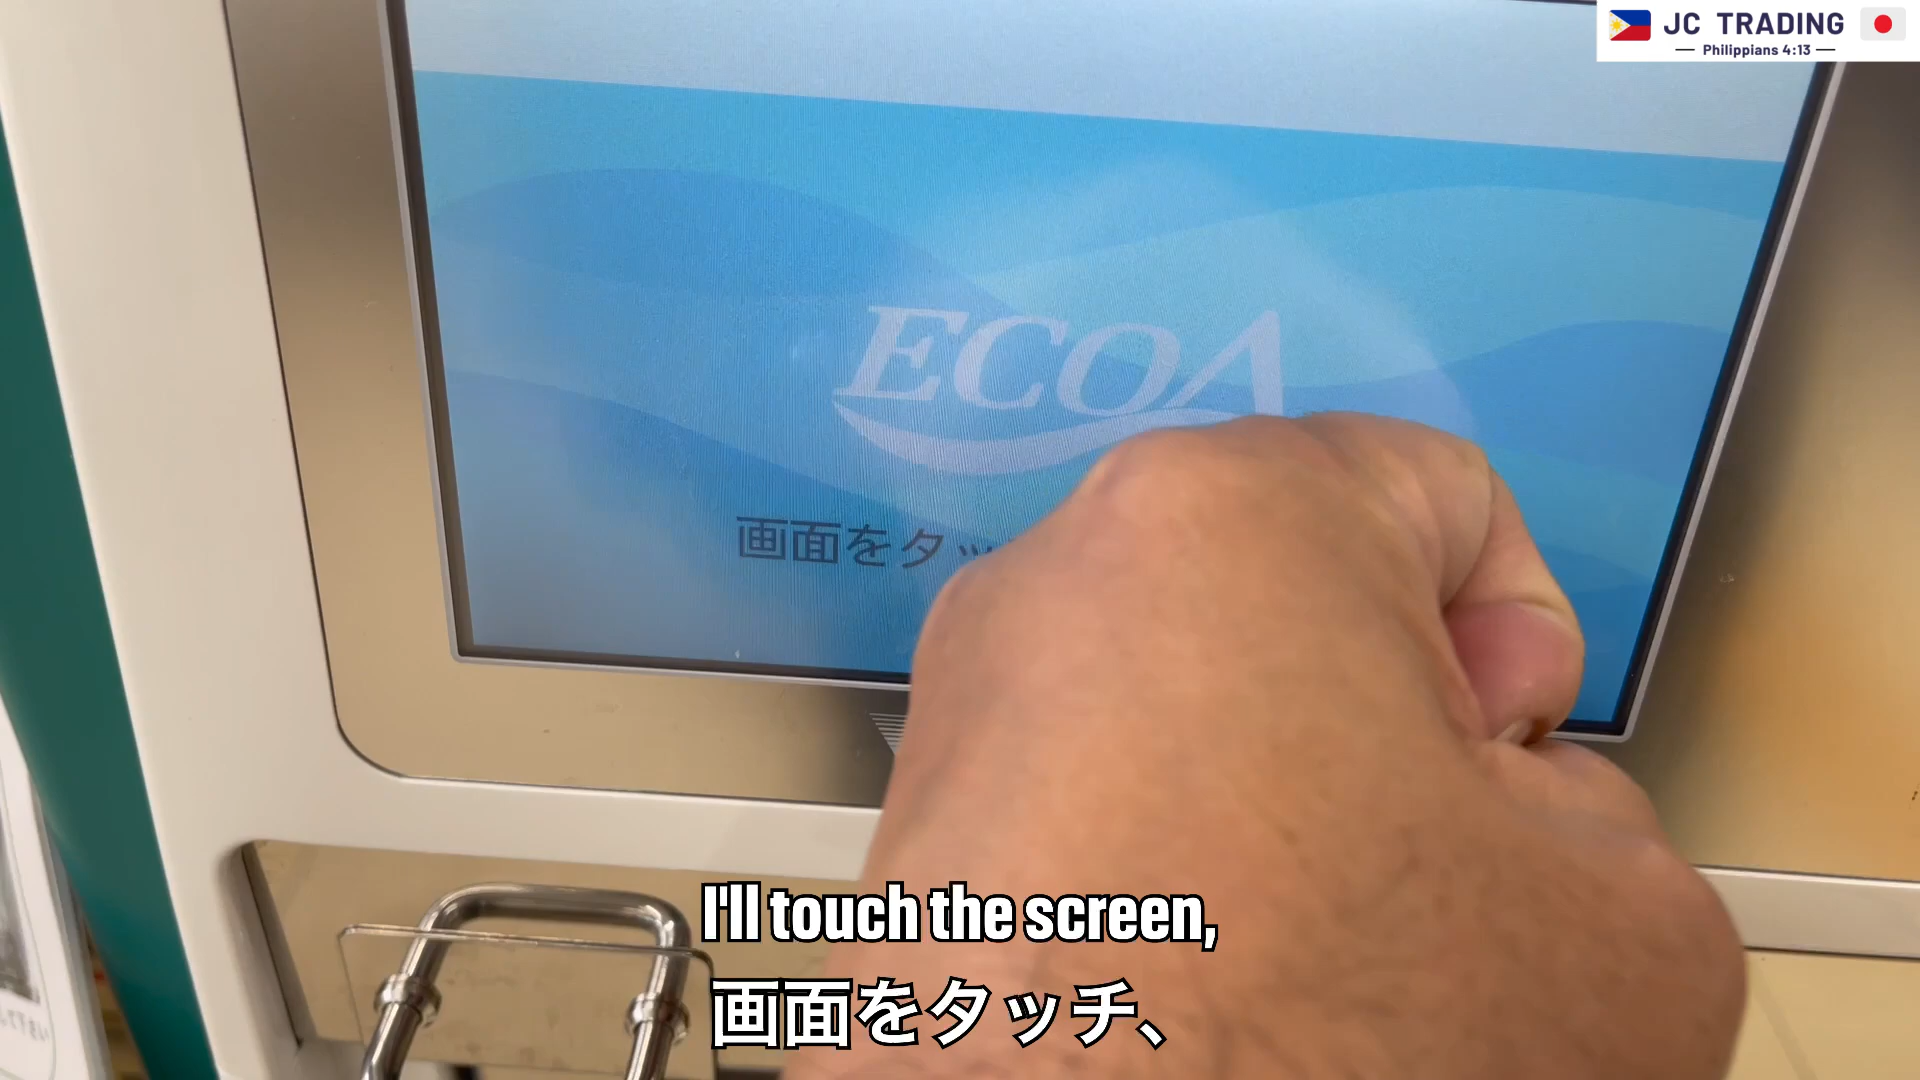 JC TRADING
Philippians 4:13
ECOA
画面をタッ
I'll touch the screen,
画面をタッチ、